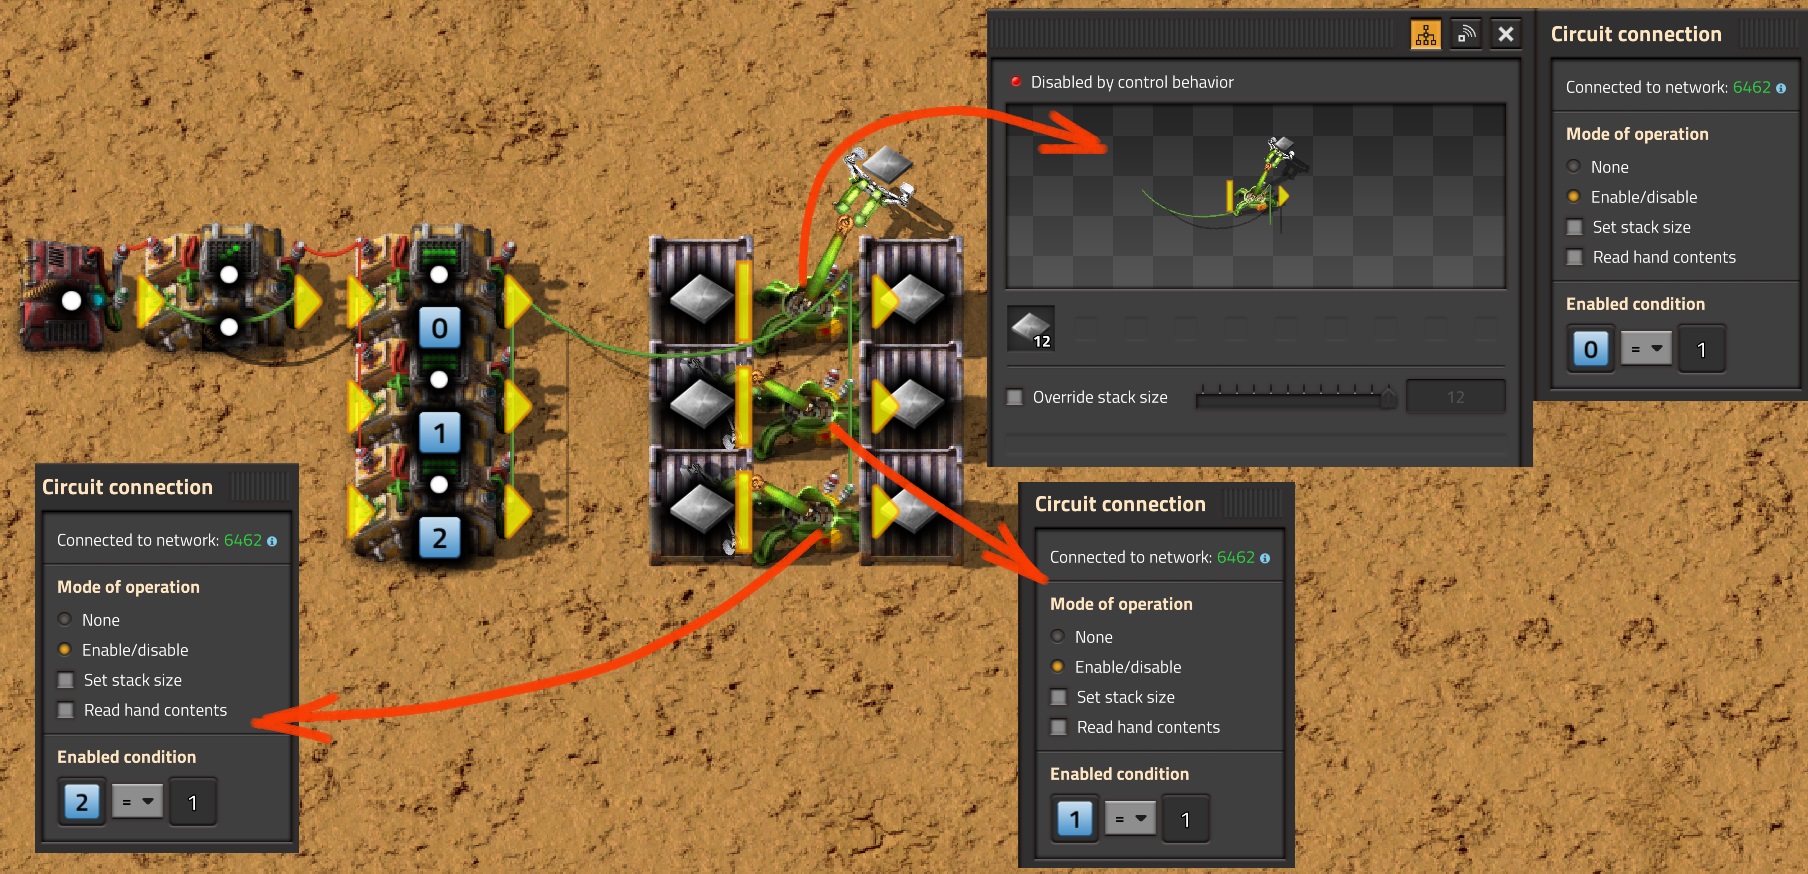 Disabled by control behavior
12
Override stack size
12
Circuit connection
Connected to network: 6462
Mode of operation
None
Enable/disable
Set stack size
Read hand contents
Enabled condition
0 = 1
0
1
2
Circuit connection
Connected to network: 6462
Mode of operation
None
Enable/disable
Set stack size
Read hand contents
Enabled condition
2 = 1
Circuit connection
Connected to network: 6462
Mode of operation
None
Enable/disable
Set stack size
Read hand contents
Enabled condition
1 = 1